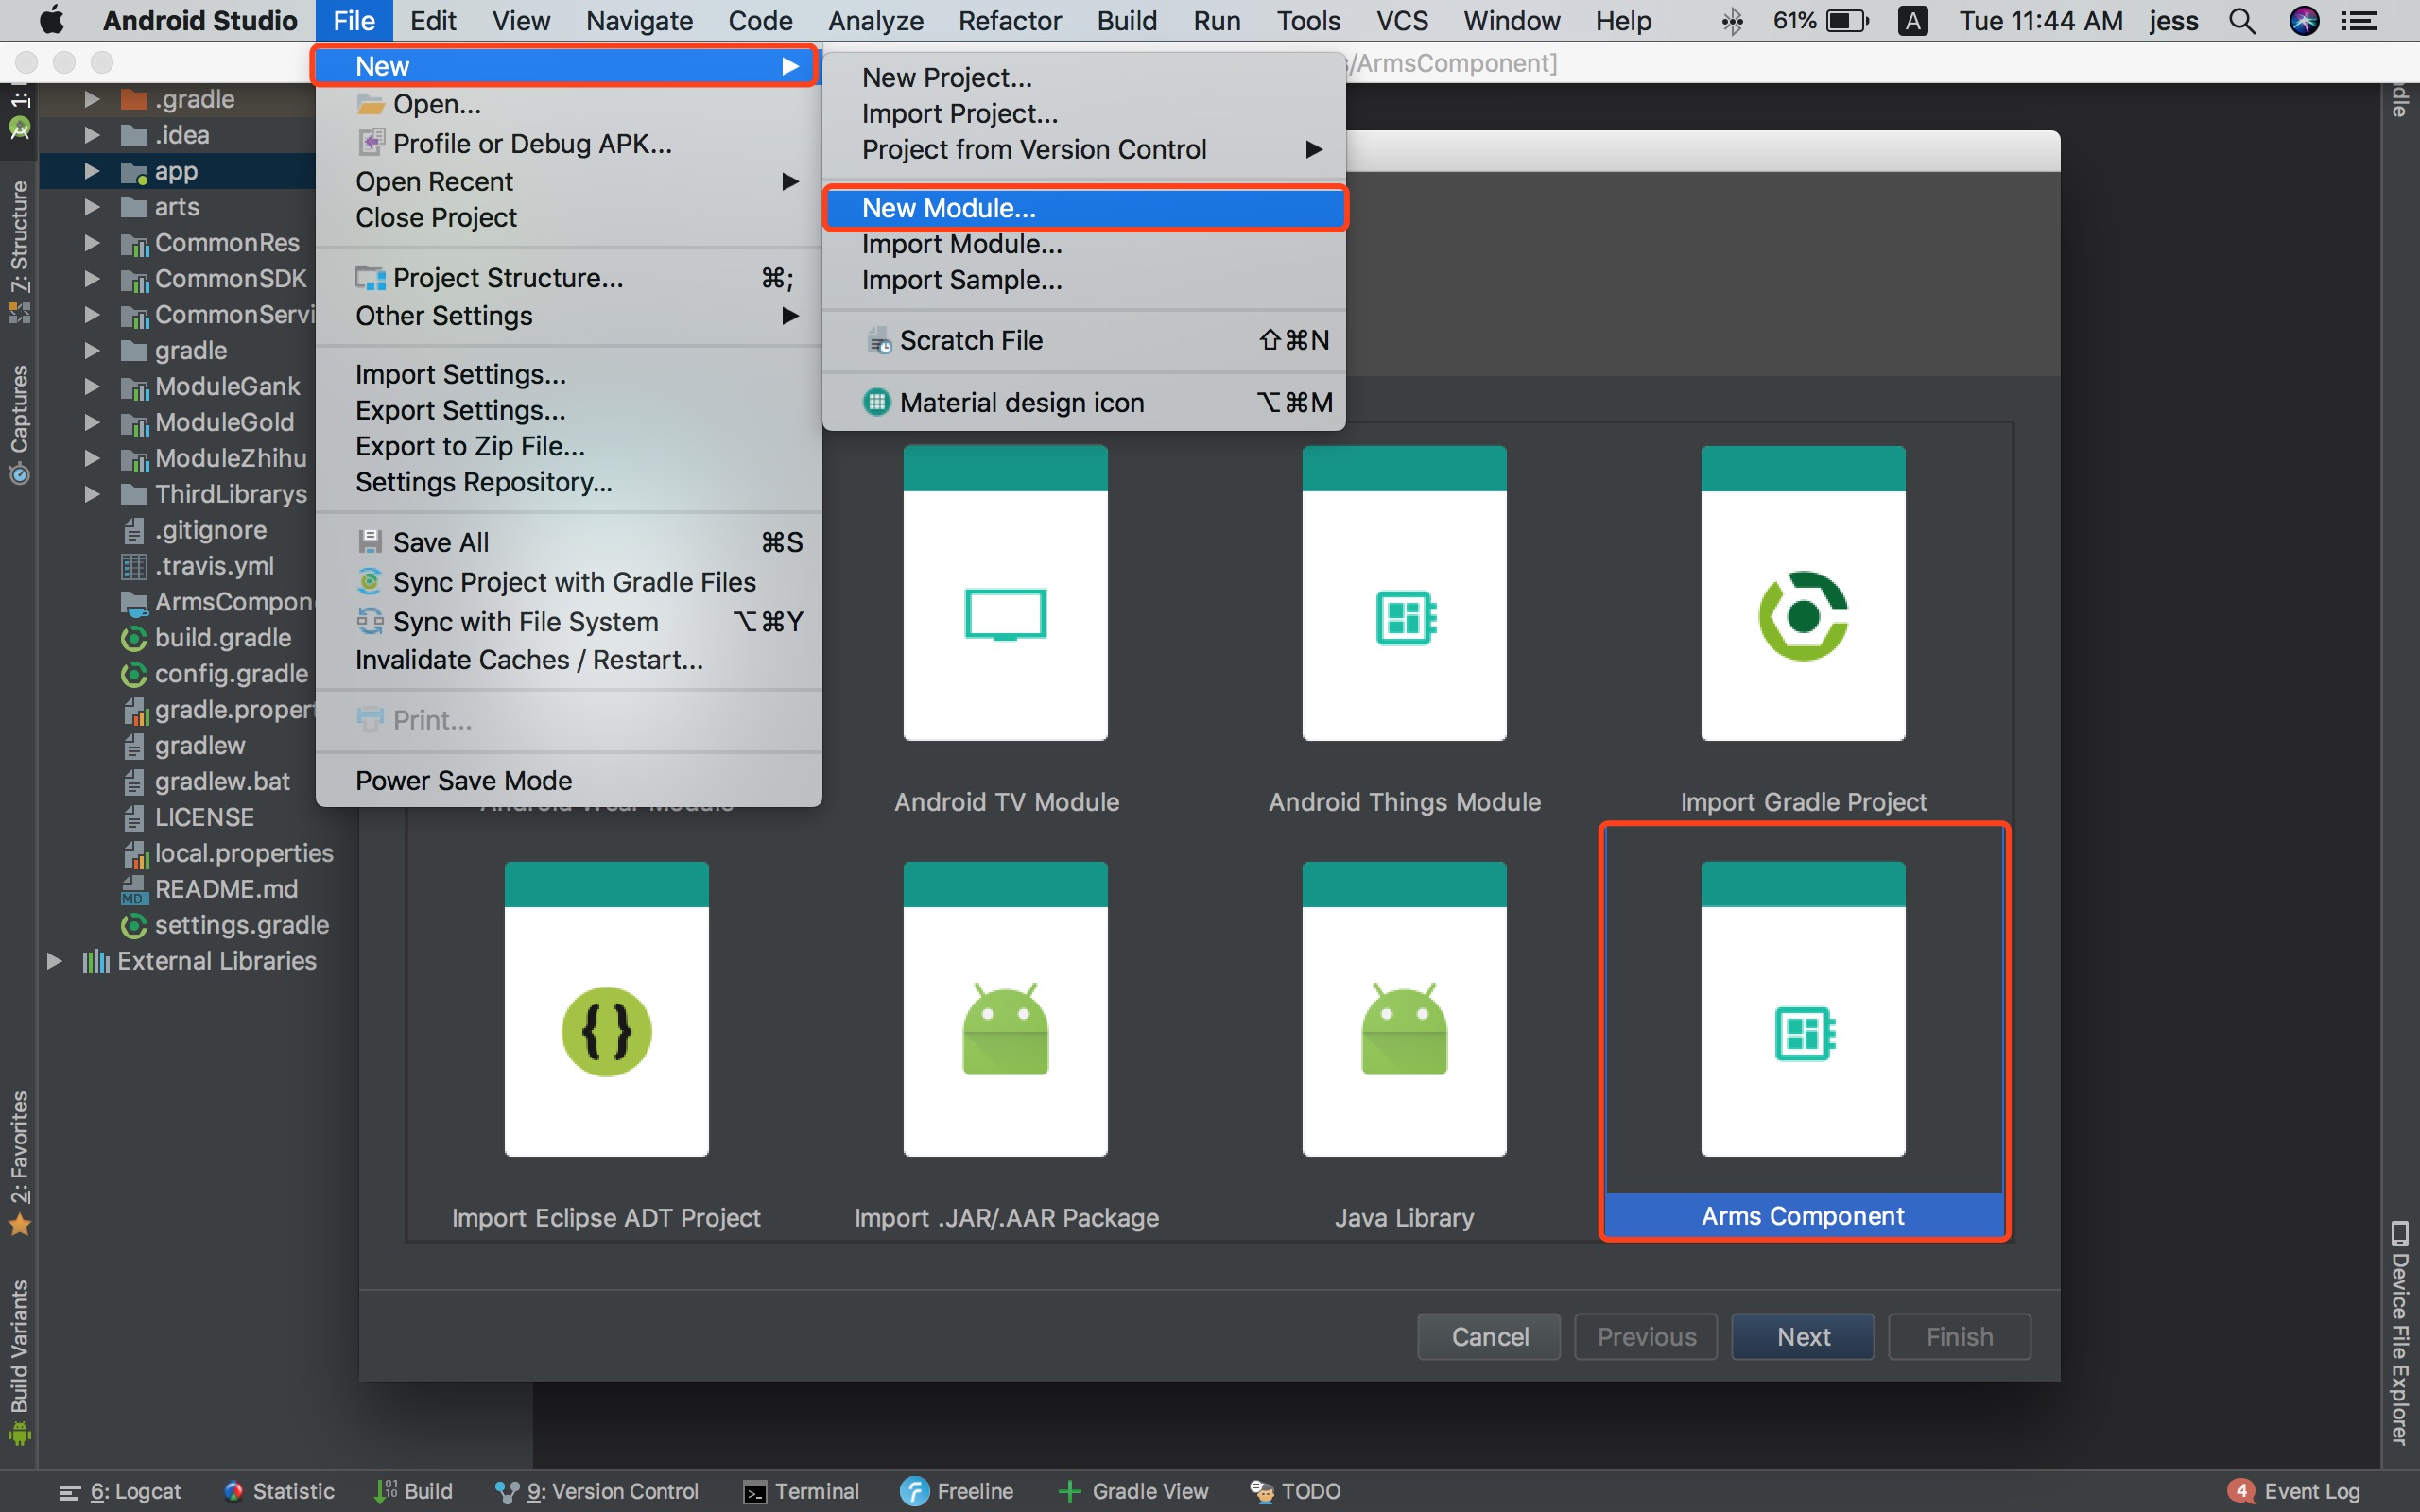 Android Studio File Edit View Navigate Code Analyze Refactor Build Run Tools VCS Window Help 61% A Tue 11:44 AM jess
/ArmsComponent]
New
Open...
Profile or Debug APK...
Open Recent
Close Project
Project Structure... ⌘;
Other Settings
Import Settings...
Export Settings...
Export to Zip File...
Settings Repository...
Save All ⌘S
Sync Project with Gradle Files
Sync with File System ⌥⌘Y
Invalidate Caches / Restart...
Print...
Power Save Mode
New Project...
Import Project...
Project from Version Control
New Module...
Import Module...
Import Sample...
Scratch File ⇧⌘N
Material design icon ⌥⌘M
1:
Z: Structure
Captures
2: Favorites
Build Variants
.gradle
.idea
app
arts
CommonRes
CommonSDK
CommonServi
gradle
ModuleGank
ModuleGold
ModuleZhihu
ThirdLibrarys
.gitignore
.travis.yml
ArmsCompon
build.gradle
config.gradle
gradle.propert
gradlew
gradlew.bat
LICENSE
local.properties
MD README.md
settings.gradle
External Libraries
Android Wear Module
Android TV Module
Android Things Module
Import Gradle Project
{}
Import Eclipse ADT Project
Import .JAR/.AAR Package
Java Library
Arms Component
Cancel Previous Next Finish
dle
Device File Explorer
6: Logcat Statistic Build 9: Version Control Terminal Freeline Gradle View TODO 4 Event Log